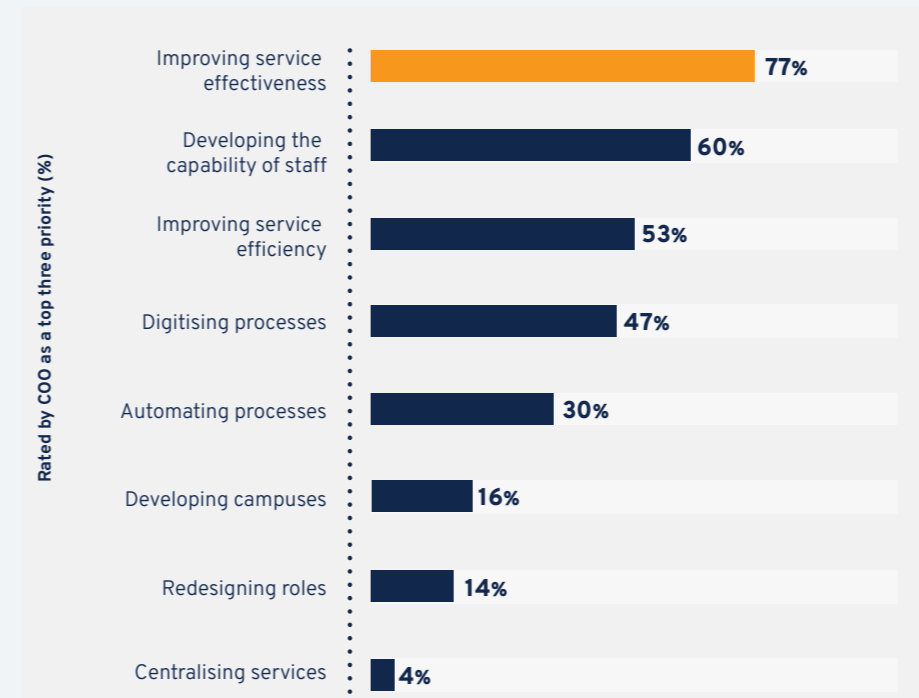 Rated by COO as a top three priority (%)
Improving service
effectiveness
77%
Developing the
capability of staff
60%
Improving service
efficiency
53%
Digitising processes
47%
Automating processes
30%
Developing campuses
16%
Redesigning roles
14%
Centralising services
4%